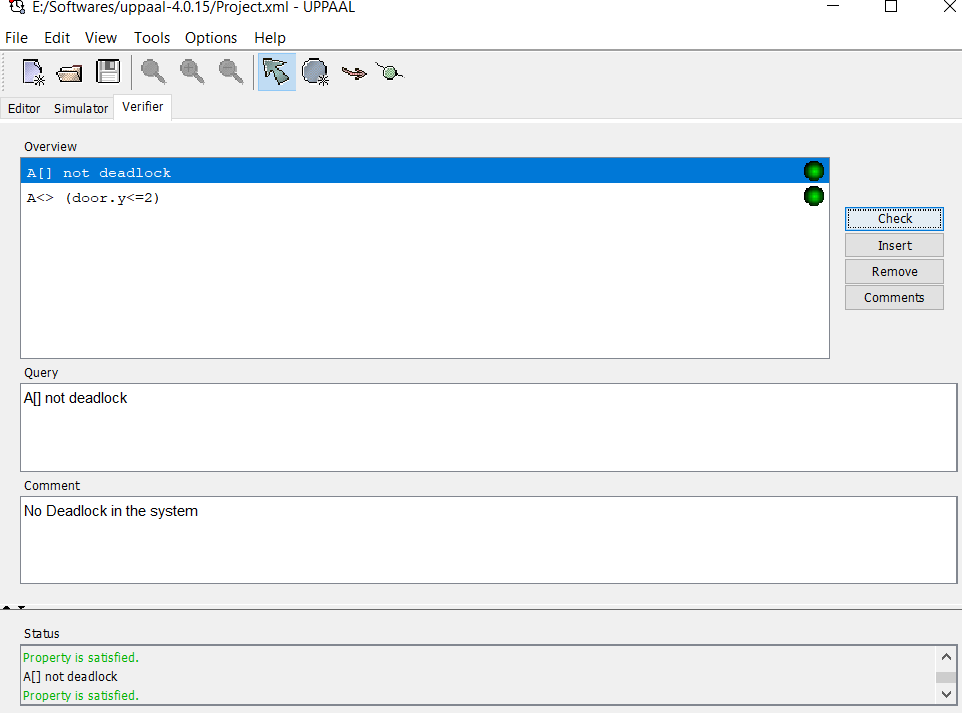 E:/Softwares/uppaal-4.0.15/Project.xml - UPPAAL
File Edit View Tools Options Help
Editor Simulator Verifier
Overview
A[] not deadlock
A<> (door.y<=2)
Check
Insert
Remove
Comments
Query
A[] not deadlock
Comment
No Deadlock in the system
Status
Property is satisfied.
A[] not deadlock
Property is satisfied.